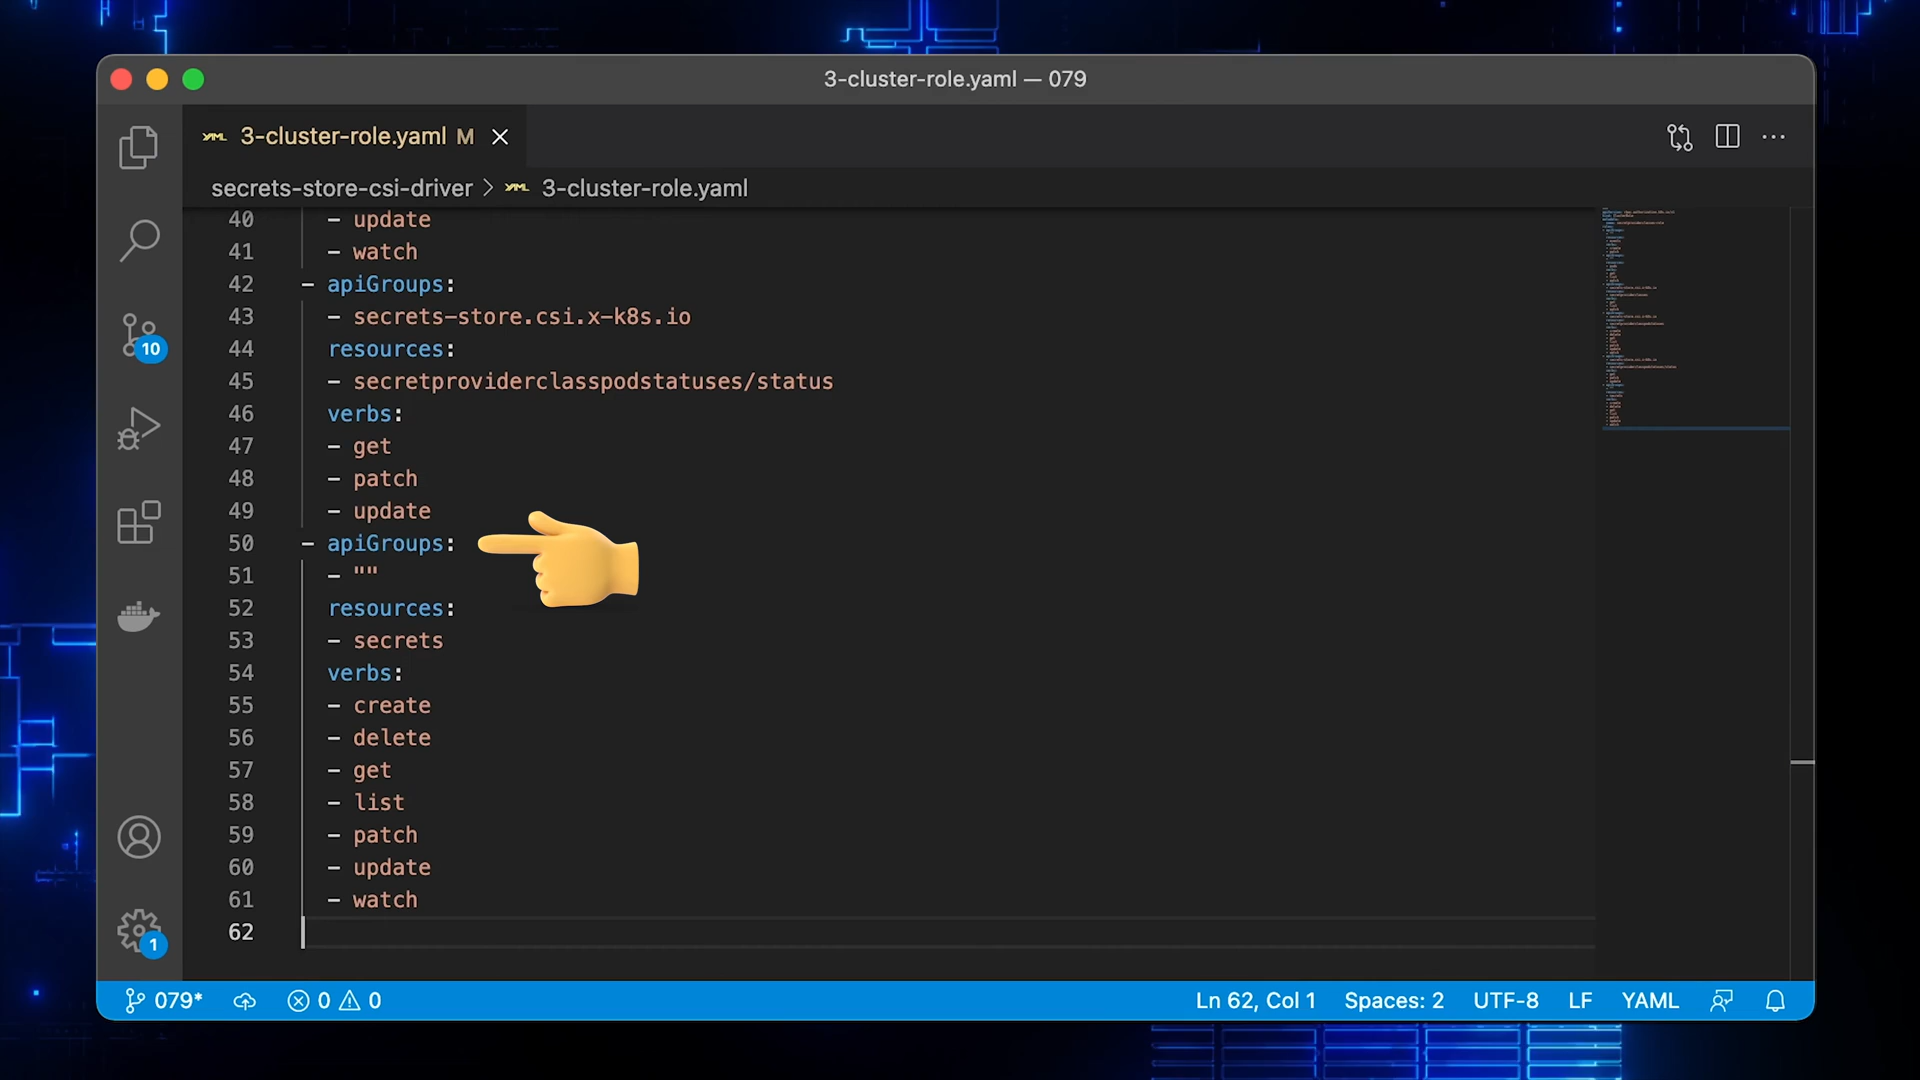 3-cluster-role.yaml — 079
YAML 3-cluster-role.yaml M
secrets-store-csi-driver > YAML 3-cluster-role.yaml
40 - update
41 - watch
42 - apiGroups:
43 - secrets-store.csi.x-k8s.io
44 resources:
45 - secretproviderclasspodstatuses/status
46 verbs:
47 - get
48 - patch
49 - update
50 - apiGroups:
51 - ""
52 resources:
53 - secrets
54 verbs:
55 - create
56 - delete
57 - get
58 - list
59 - patch
60 - update
61 - watch
62
10
1
079* 0 0 Ln 62, Col 1 Spaces: 2 UTF-8 LF YAML